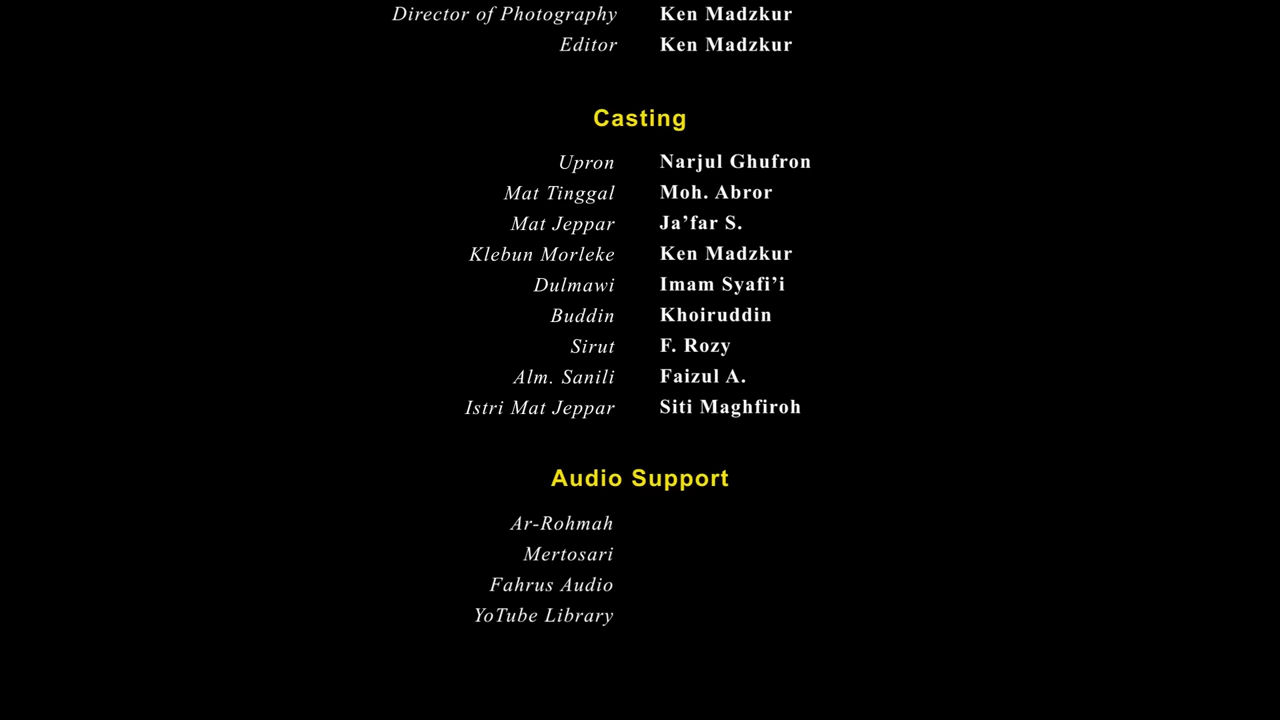 Director of Photography Ken Madzkur
Editor Ken Madzkur
Casting
Upron Narjul Ghufron
Mat Tinggal Moh. Abror
Mat Jeppar Ja’far S.
Klebun Morleke Ken Madzkur
Dulmawi Imam Syafi’i
Buddin Khoiruddin
Sirut F. Rozy
Alm. Sanili Faizul A.
Istri Mat Jeppar Siti Maghfiroh
Audio Support
Ar-Rohmah
Mertosari
Fahrus Audio
YoTube Library